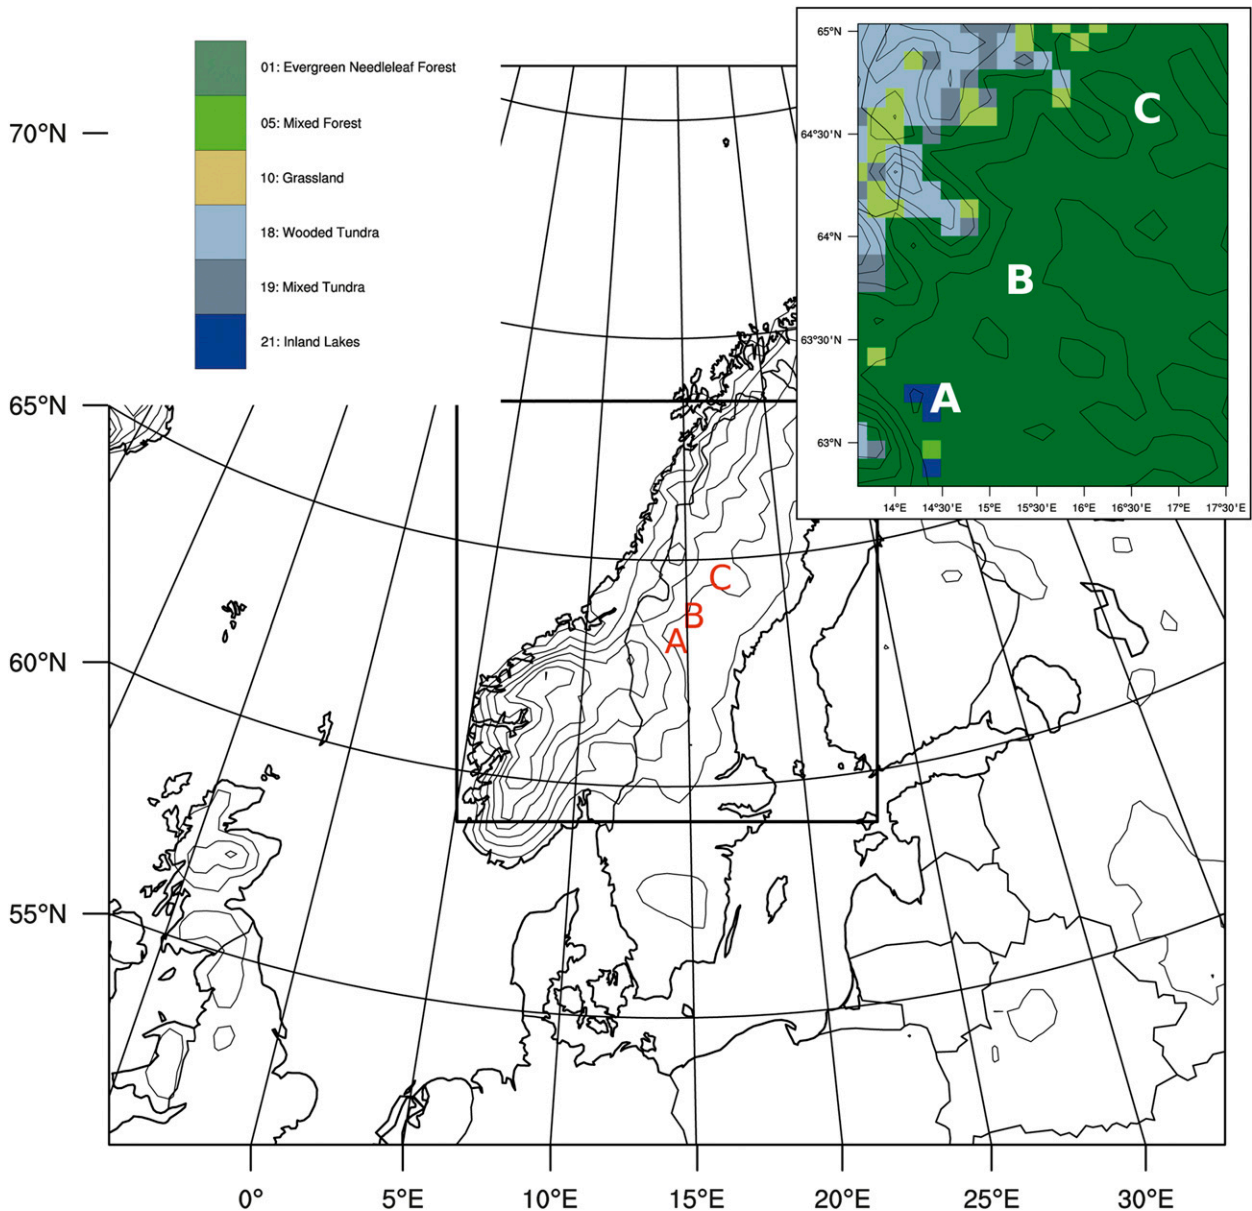 01: Evergreen Needleleaf Forest
05: Mixed Forest
10: Grassland
18: Wooded Tundra
19: Mixed Tundra
21: Inland Lakes
70°N
65°N
60°N
55°N
0°
5°E
10°E
15°E
20°E
25°E
30°E
C
B
A
65°N
64°30'N
64°N
63°30'N
63°N
14°E
14°30'E
15°E
15°30'E
16°E
16°30'E
17°E
17°30'E
C
B
A